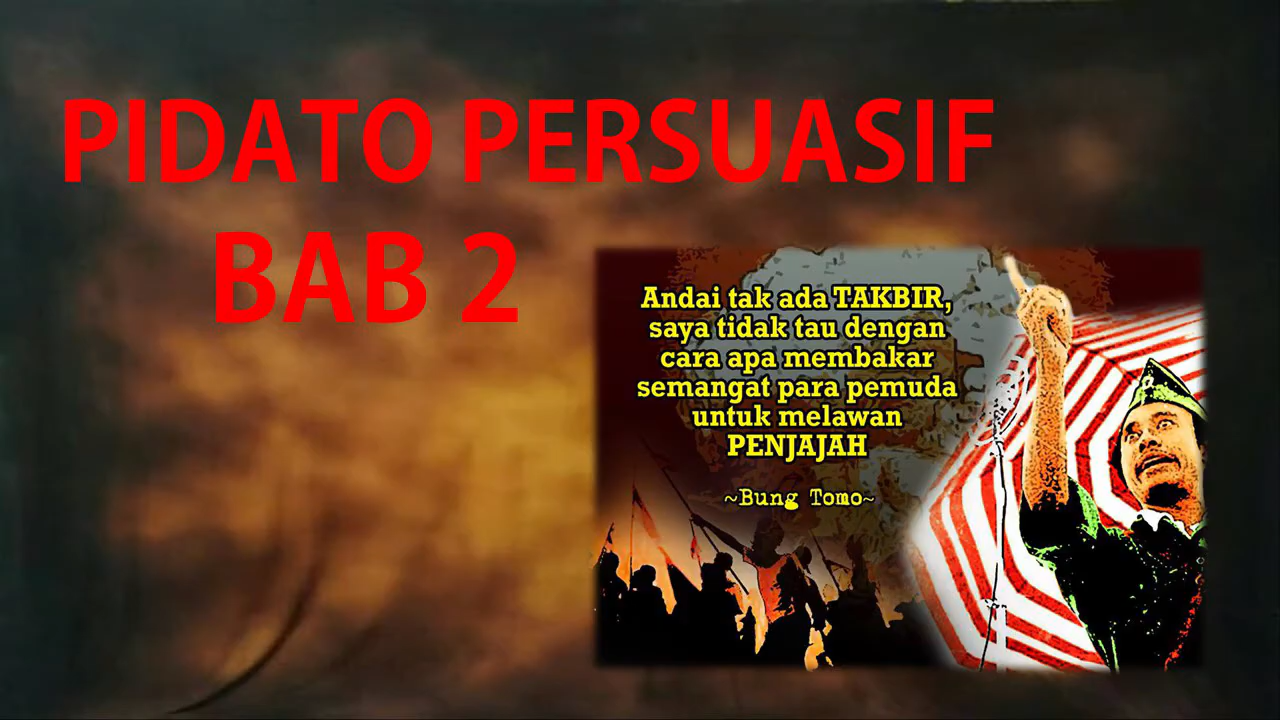 PIDATO PERSUASIF
BAB 2
Andai tak ada TAKBIR,
saya tidak tau dengan
cara apa membakar
semangat para pemuda
untuk melawan
PENJAJAH
~Bung Tomo~